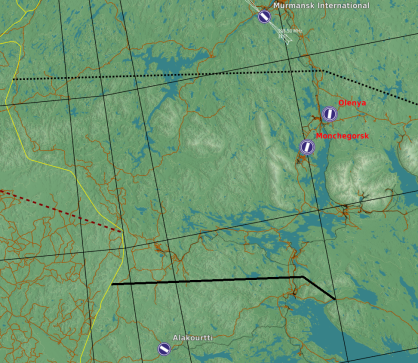 Murmansk International
Olenya
Monchegorsk
Alakourtti